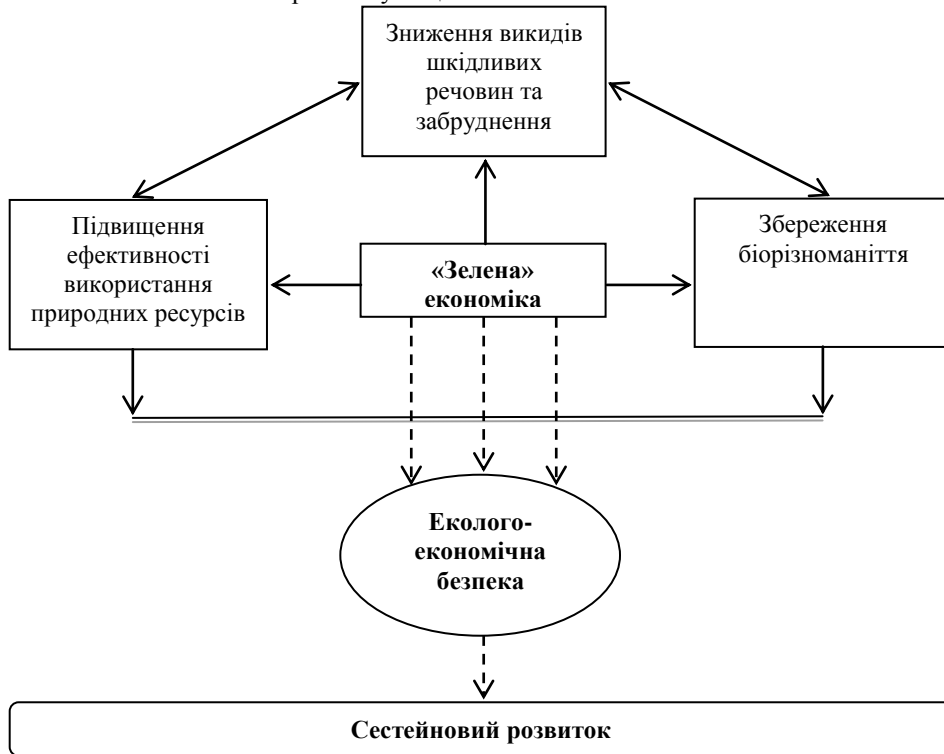 Зниження викидів
шкідливих
речовин та
забруднення
Підвищення
ефективності
використання
природних ресурсів
«Зелена»
економіка
Збереження
біорізноманіття
Еколого-
економічна
безпека
Сестейновий розвиток